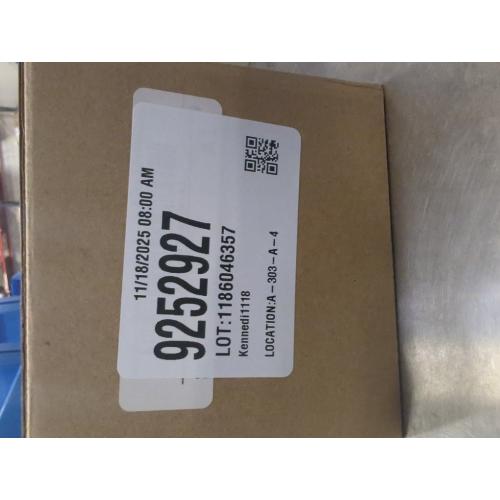 11/18/2025 08:00 AM
9252927
LOT:1186046357
Kennedi1118
LOCATION:A-303-A-4